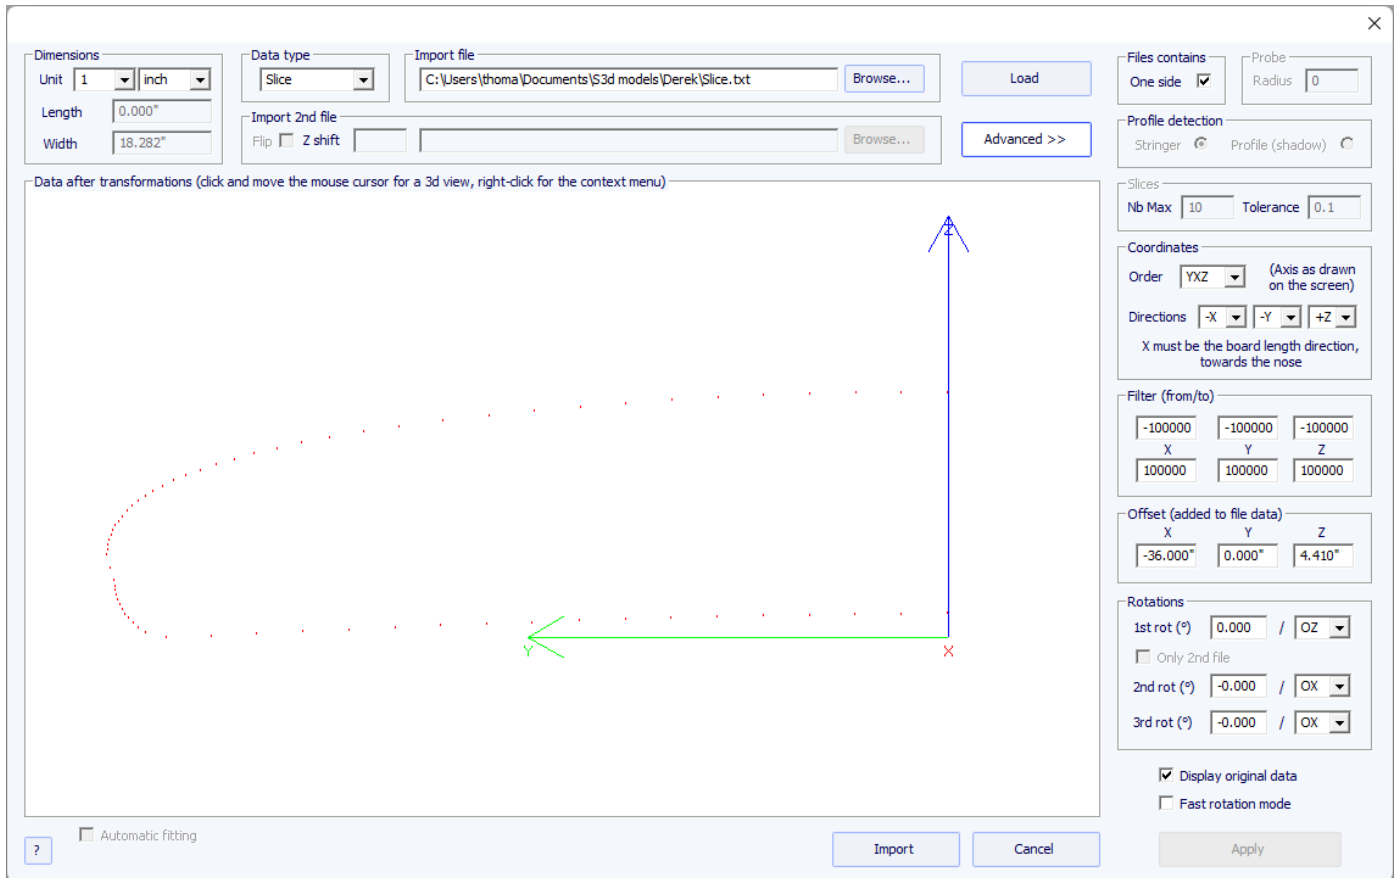 Dimensions
Unit 1 inch
Length 0.000"
Width 18.282"
Data type
Slice
Import file
C:\Users\thoma\Documents\S3d models\Derek\Slice.txt Browse...
Import 2nd file
Flip Z shift Browse...
Load
Advanced >>
Files contains
One side
Probe
Radius 0
Profile detection
Stringer Profile (shadow)
Slices
Nb Max 10 Tolerance 0.1
Coordinates
Order YXZ (Axis as drawn
on the screen)
Directions -X -Y +Z
X must be the board length direction,
towards the nose
Filter (from/to)
-100000 -100000 -100000
X Y Z
100000 100000 100000
Offset (added to file data)
X Y Z
-36.000" 0.000" 4.410"
Rotations
1st rot (°) 0.000 / OZ
Only 2nd file
2nd rot (°) -0.000 / OX
3rd rot (°) -0.000 / OX
Display original data
Fast rotation mode
Apply
Data after transformations (click and move the mouse cursor for a 3d view, right-click for the context menu)
Z
Y
X
? Automatic fitting
Import Cancel